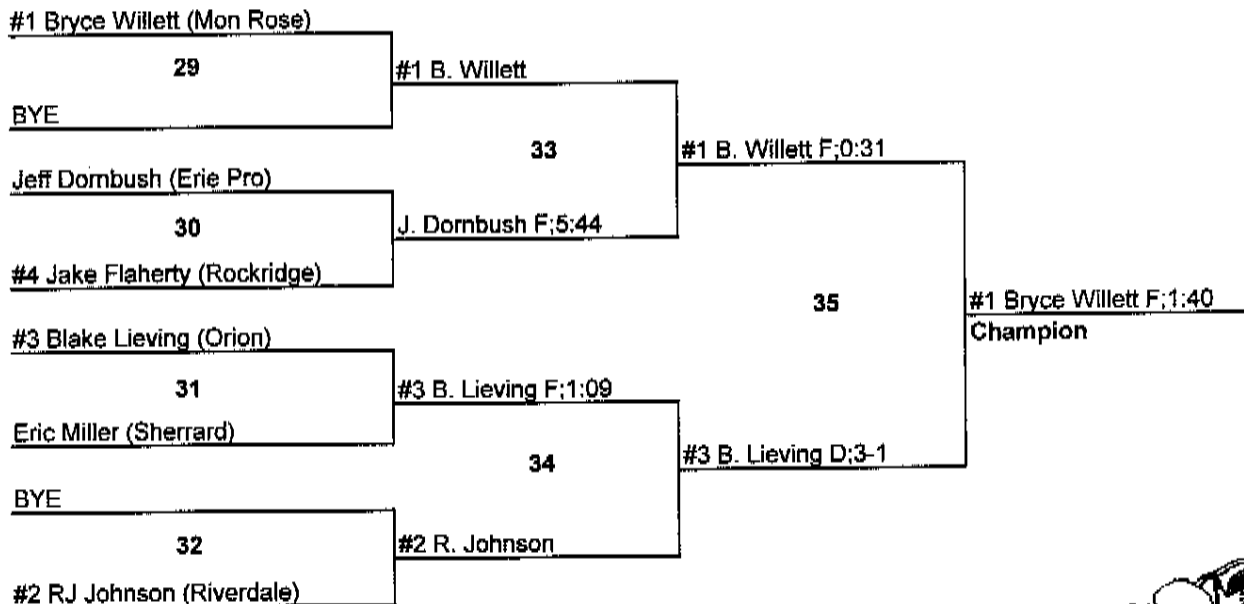 #1 Bryce Willett (Mon Rose)
29
BYE
#1 B. Willett
33
Jeff Dornbush (Erie Pro)
30
#4 Jake Flaherty (Rockridge)
J. Dornbush F;5:44
#1 B. Willett F;0:31
35
#3 Blake Lieving (Orion)
31
Eric Miller (Sherrard)
#3 B. Lieving F;1:09
34
BYE
32
#2 RJ Johnson (Riverdale)
#2 R. Johnson
#3 B. Lieving D;3-1
#1 Bryce Willett F;1:40
Champion